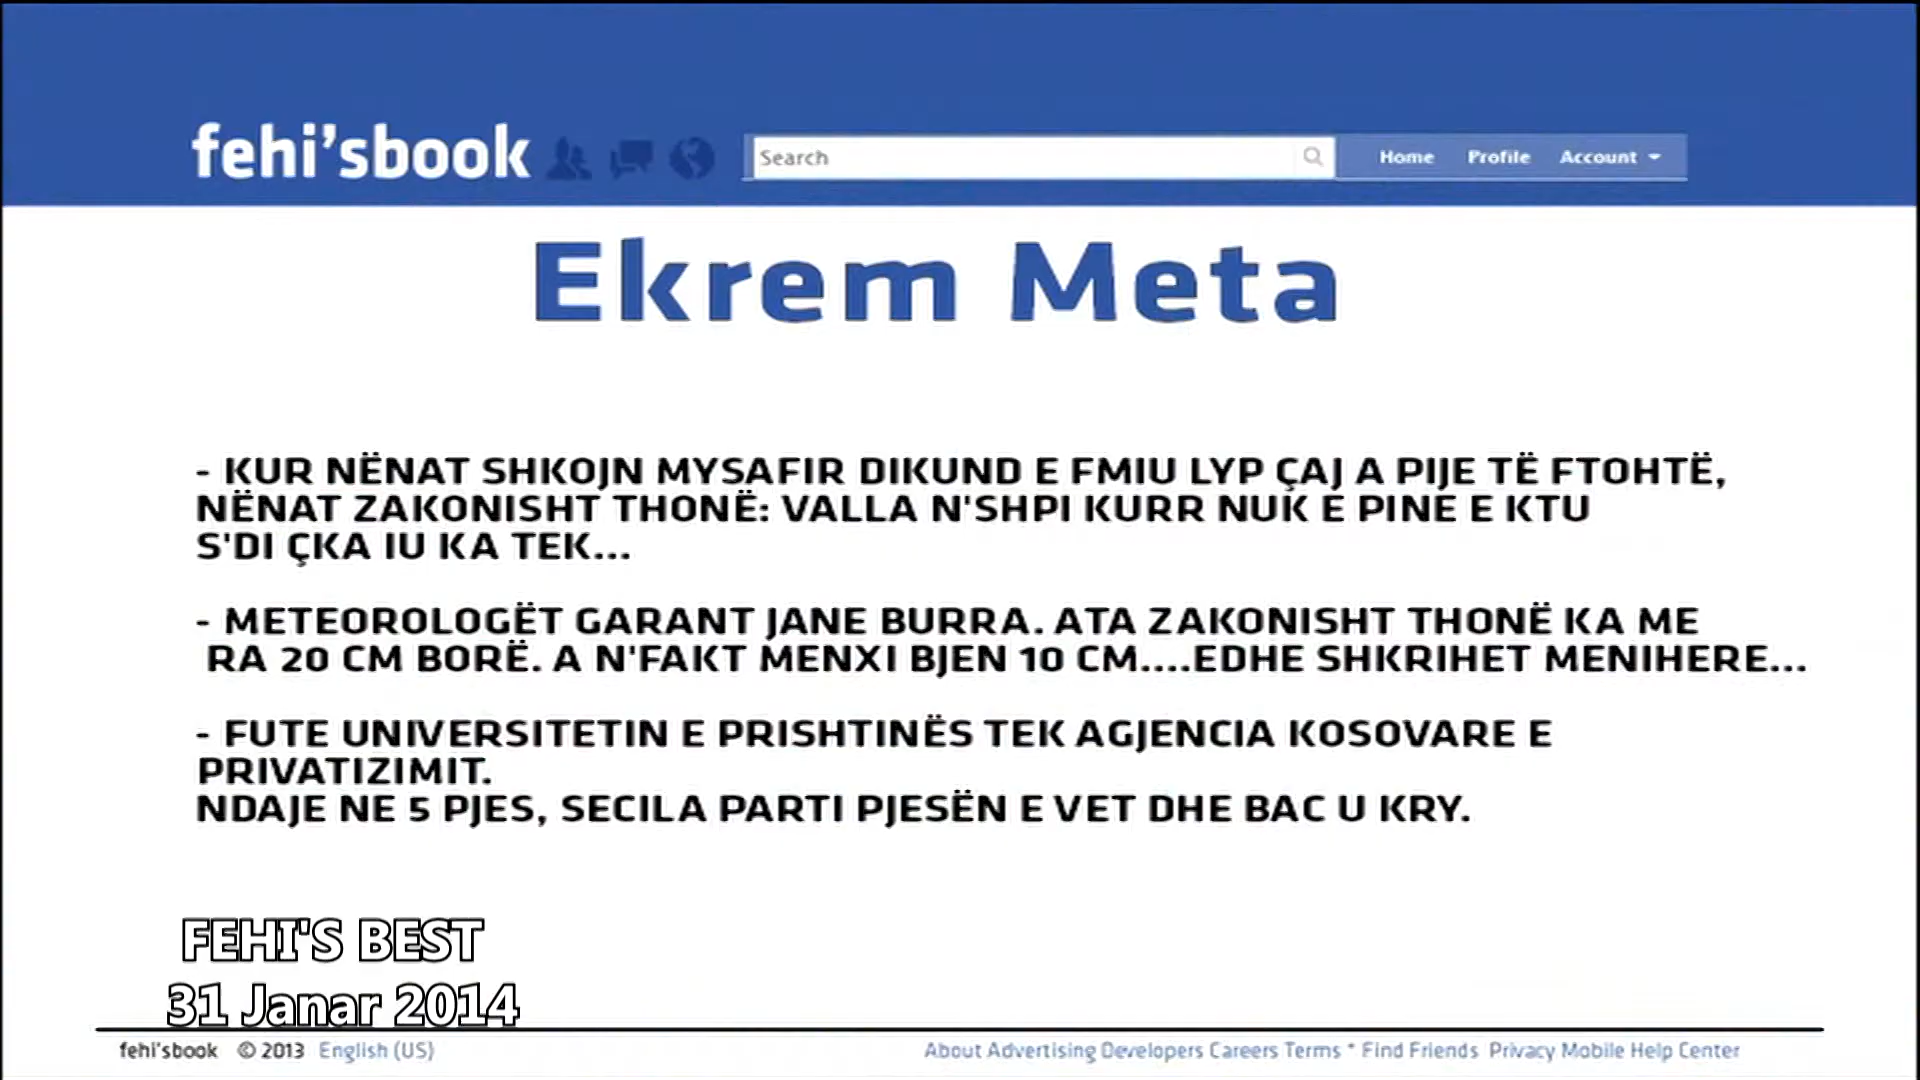 fehi'sbook
Search
Home Profile Account
Ekrem Meta
- KUR NËNAT SHKOJN MYSAFIR DIKUND E FMIU LYP ÇAJ A PIJE TË FTOHTË,
NËNAT ZAKONISHT THONË: VALLA N'SHPI KURR NUK E PINE E KTU
S'DI ÇKA IU KA TEK...
- METEOROLOGËT GARANT JANE BURRA. ATA ZAKONISHT THONË KA ME
RA 20 CM BORË. A N'FAKT MENXI BJEN 10 CM....EDHE SHKRIHET MENIHERE...
- FUTE UNIVERSITETIN E PRISHTINËS TEK AGJENCIA KOSOVARE E
PRIVATIZIMIT.
NDAJE NE 5 PJES, SECILA PARTI PJESËN E VET DHE BAC U KRY.
FEHI'S BEST
31 Janar 2014
fehi'sbook © 2013 English (US)
About Advertising Developers Careers Terms * Find Friends Privacy Mobile Help Center